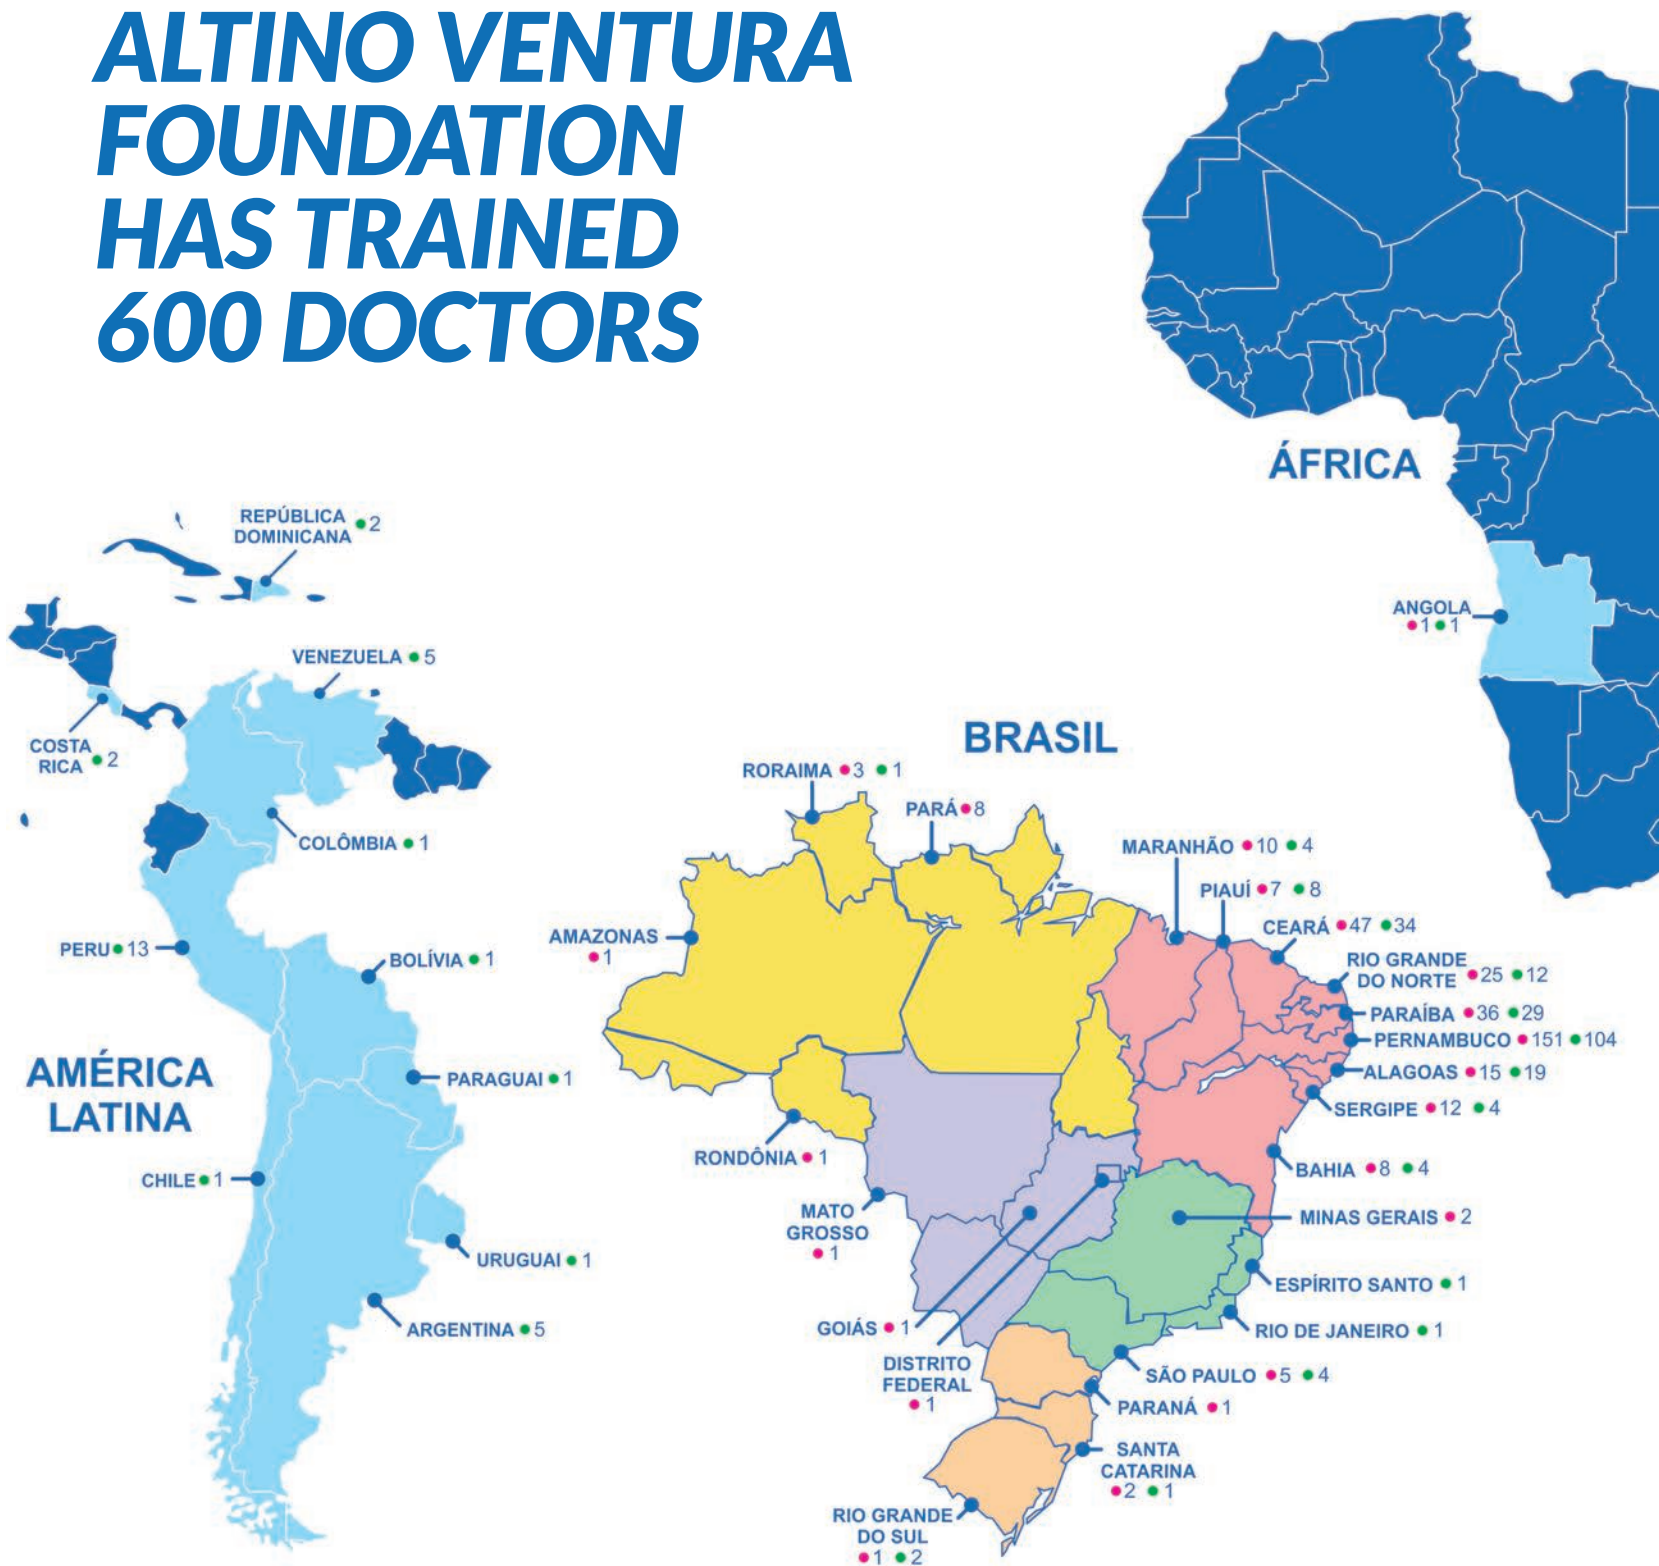 ALTINO VENTURA
FOUNDATION
HAS TRAINED
600 DOCTORS
ÁFRICA
ANGOLA
1 1
REPÚBLICA
DOMINICANA 2
VENEZUELA 5
COSTA
RICA 2
COLÔMBIA 1
PERU 13
BOLÍVIA 1
AMÉRICA
LATINA
PARAGUAI 1
CHILE 1
URUGUAI 1
ARGENTINA 5
BRASIL
RORAIMA 3 1
PARÁ 8
MARANHÃO 10 4
PIAUÍ 7 8
CEARÁ 47 34
AMAZONAS
1
RIO GRANDE
DO NORTE 25 12
PARAÍBA 36 29
PERNAMBUCO 151 104
ALAGOAS 15 19
SERGIPE 12 4
RONDÔNIA 1
BAHIA 8 4
MATO
GROSSO
1
MINAS GERAIS 2
ESPÍRITO SANTO 1
GOIÁS 1
RIO DE JANEIRO 1
DISTRITO
FEDERAL
1
SÃO PAULO 5 4
PARANÁ 1
SANTA
CATARINA
2 1
RIO GRANDE
DO SUL
1 2